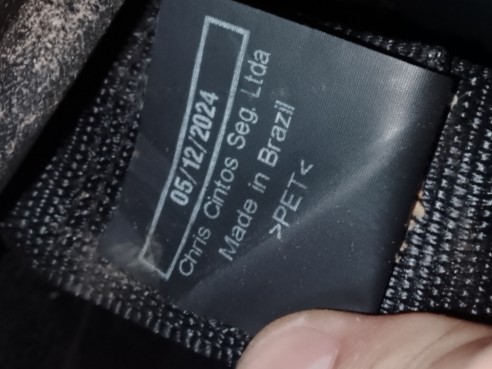 05/12/2024
Chris Cintos Seg. Ltda
Made in Brazil
>PET<